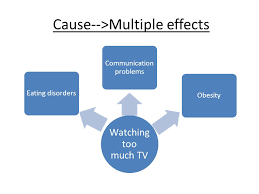 Cause-->Multiple effects
Communication
problems
Eating disorders
Obesity
Watching
too
much TV